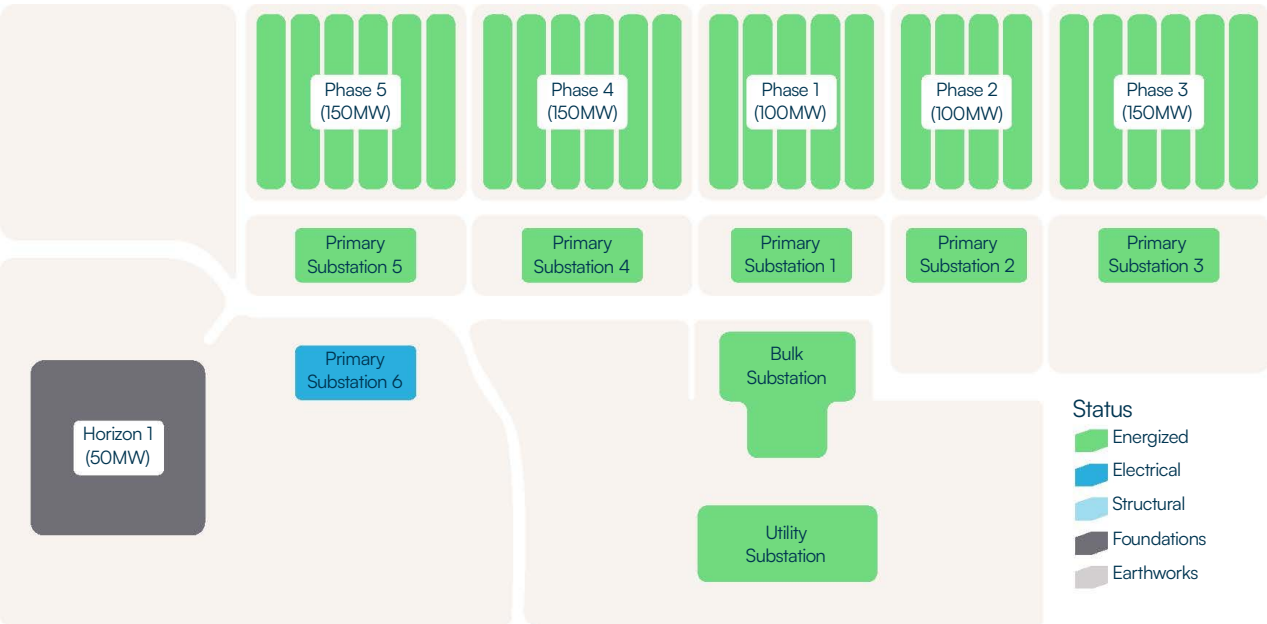 Phase 5
(150MW)
Phase 4
(150MW)
Phase 1
(100MW)
Phase 2
(100MW)
Phase 3
(150MW)
Primary
Substation 5
Primary
Substation 4
Primary
Substation 1
Primary
Substation 2
Primary
Substation 3
Primary
Substation 6
Bulk
Substation
Horizon 1
(50MW)
Utility
Substation
Status
Energized
Electrical
Structural
Foundations
Earthworks